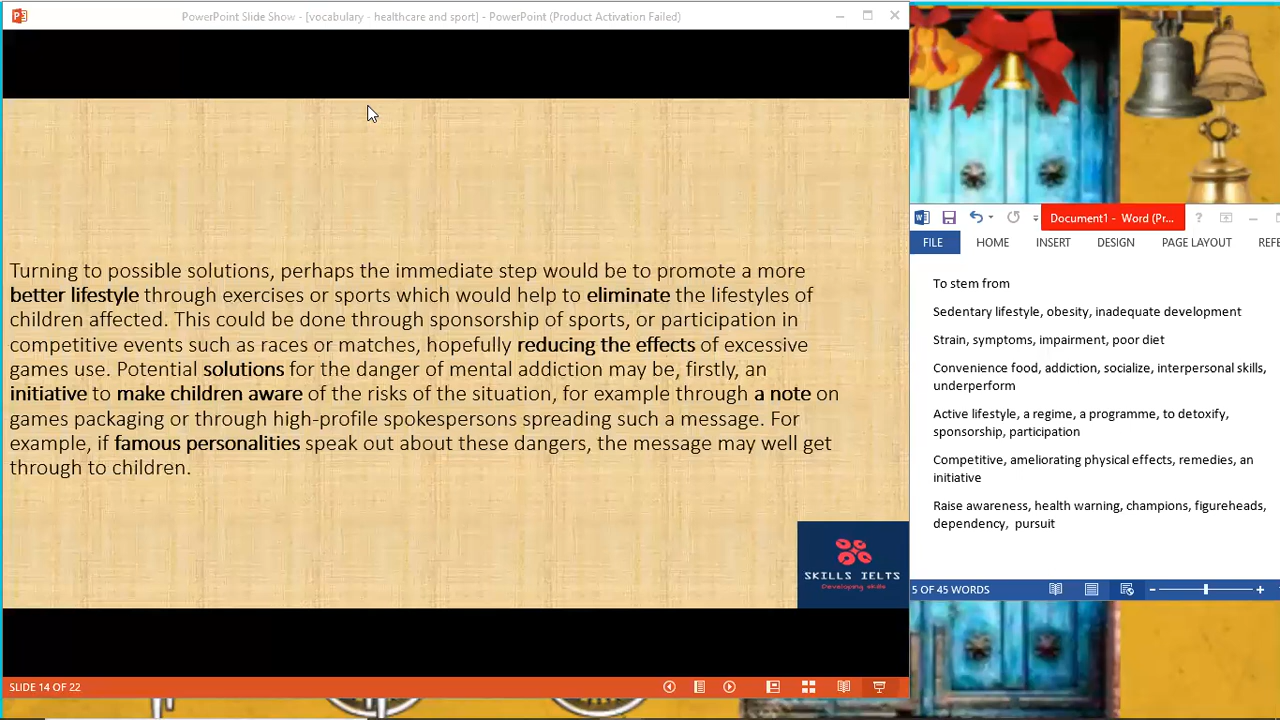 PowerPoint Slide Show - [vocabulary - healthcare and sport] - PowerPoint (Product Activation Failed)
Turning to possible solutions, perhaps the immediate step would be to promote a more
better lifestyle through exercises or sports which would help to eliminate the lifestyles of
children affected. This could be done through sponsorship of sports, or participation in
competitive events such as races or matches, hopefully reducing the effects of excessive
games use. Potential solutions for the danger of mental addiction may be, firstly, an
initiative to make children aware of the risks of the situation, for example through a note on
games packaging or through high-profile spokespersons spreading such a message. For
example, if famous personalities speak out about these dangers, the message may well get
through to children.
SKILLS IELTS
Developing skills
SLIDE 14 OF 22
Document1 - Word (Pr...
FILE HOME INSERT DESIGN PAGE LAYOUT REFE
To stem from
Sedentary lifestyle, obesity, inadequate development
Strain, symptoms, impairment, poor diet
Convenience food, addiction, socialize, interpersonal skills,
underperform
Active lifestyle, a regime, a programme, to detoxify,
sponsorship, participation
Competitive, ameliorating physical effects, remedies, an
initiative
Raise awareness, health warning, champions, figureheads,
dependency, pursuit
5 OF 45 WORDS